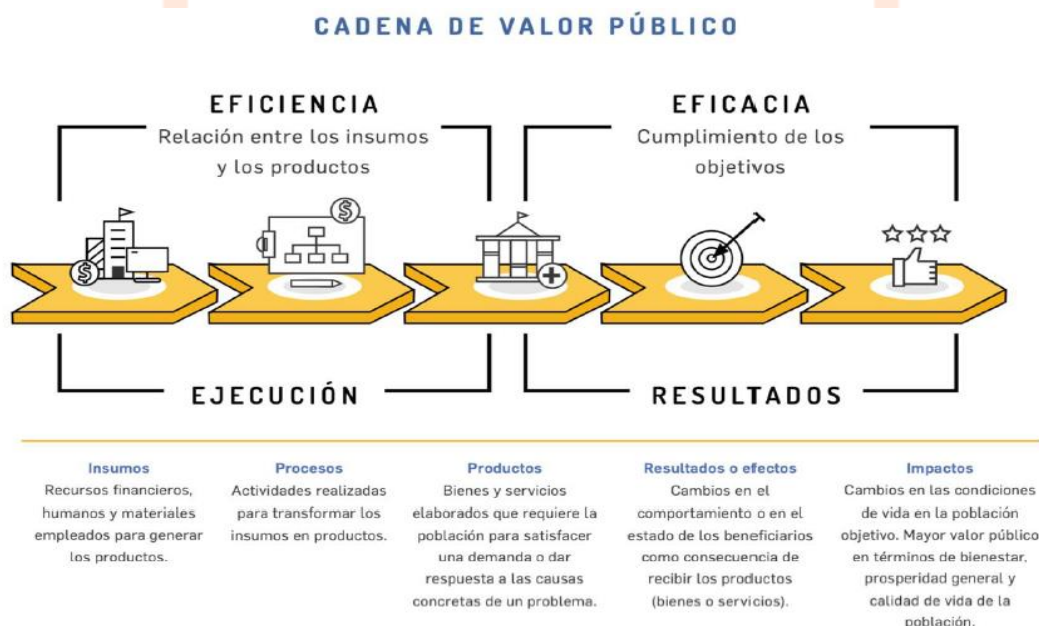 CADENA DE VALOR PÚBLICO
EFICIENCIA
Relación entre los insumos
y los productos
EFICACIA
Cumplimiento de los
objetivos
$
$
EJECUCIÓN
RESULTADOS
Insumos
Recursos financieros,
humanos y materiales
empleados para generar
los productos.
Procesos
Actividades realizadas
para transformar los
insumos en productos.
Productos
Bienes y servicios
elaborados que requiere la
población para satisfacer
una demanda o dar
respuesta a las causas
concretas de un problema.
Resultados o efectos
Cambios en el
comportamiento o en el
estado de los beneficiarios
como consecuencia de
recibir los productos
(bienes o servicios).
Impactos
Cambios en las condiciones
de vida en la población
objetivo. Mayor valor público
en términos de bienestar,
prosperidad general y
calidad de vida de la
población.